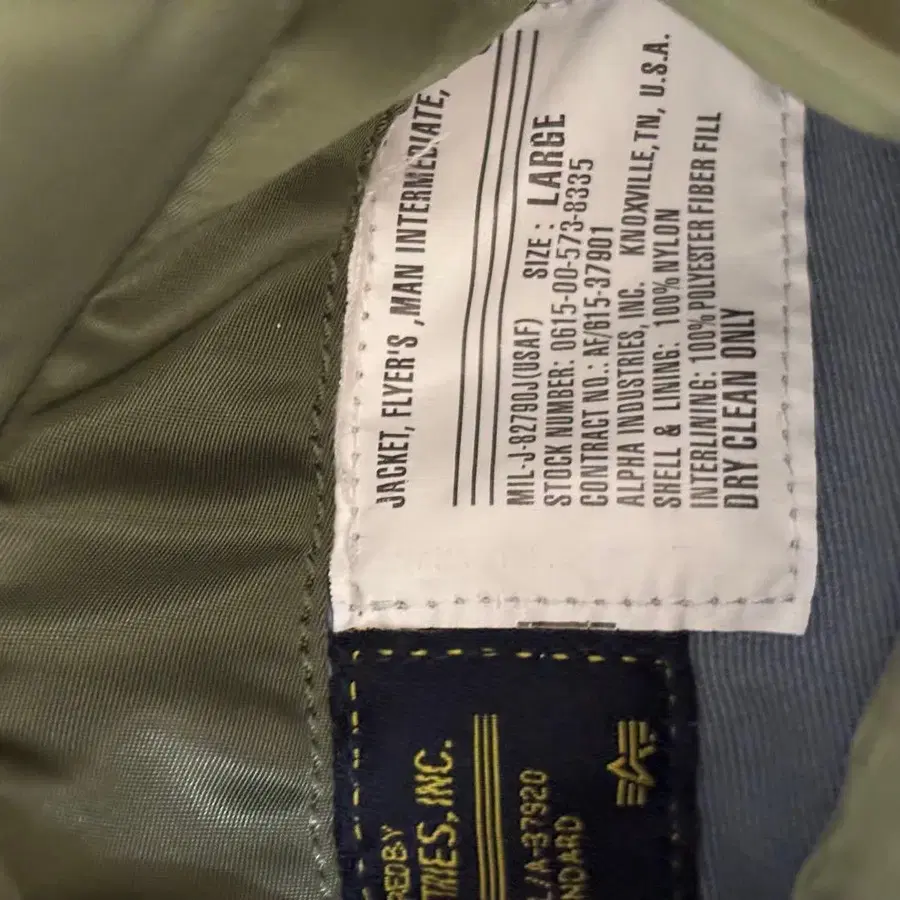 JACKET, FLYER'S ,MAN INTERMEDIATE,
MIL-J-82790J(USAF) SIZE : LARGE
STOCK NUMBER: 0615-00-573-8335
CONTRACT NO.: AF/615-37901
ALPHA INDUSTRIES, INC. KNOXVILLE, TN, U.S.A.
SHELL & LINING: 100% NYLON
INTERLINING: 100% POLYESTER FIBER FILL
DRY CLEAN ONLY
RED BY
TRIES, INC.
L/A-37920
NDARD